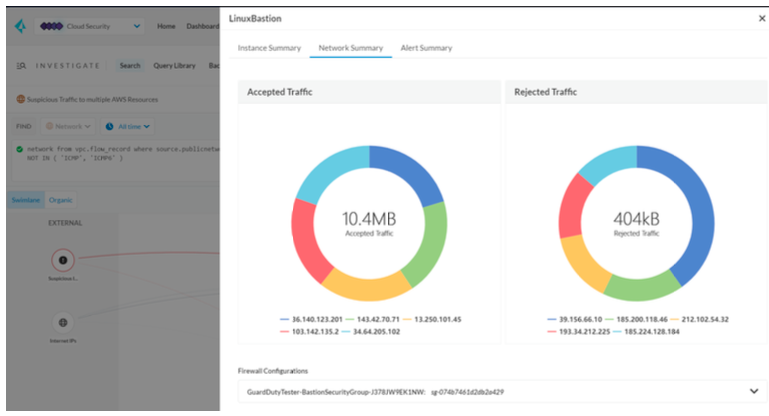 LinuxBastion
Cloud Security
Home
Dashboard
Instance Summary
Network Summary
Alert Summary
INVESTIGATE
Search
Query Library
Suspicious Traffic to multiple AWS Resources
FIND
Network
All time
network from vpc.flow_record where source.publicnetw
NOT IN ( 'ICMP', 'ICMP6' )
Swimlane
Organic
EXTERNAL
Suspicious I...
Internet IPs
Accepted Traffic
10.4MB
Accepted Traffic
36.140.123.201
143.42.70.71
13.250.101.45
103.142.135.2
34.64.205.102
Rejected Traffic
404kB
Rejected Traffic
39.156.66.10
185.200.118.46
212.102.54.32
193.34.212.225
185.224.128.184
Firewall Configurations
GuardDutyTester-BastionSecurityGroup-J378JW9EK1NW: sg-074b7461d2db2a429